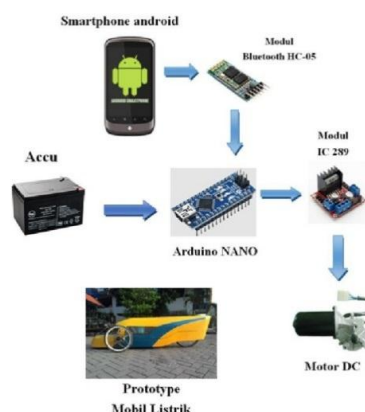 Smartphone android
Modul
Bluetooth HC-05
Modul
IC 289
Accu
Arduino NANO
Motor DC
Prototype
Mobil Listrik